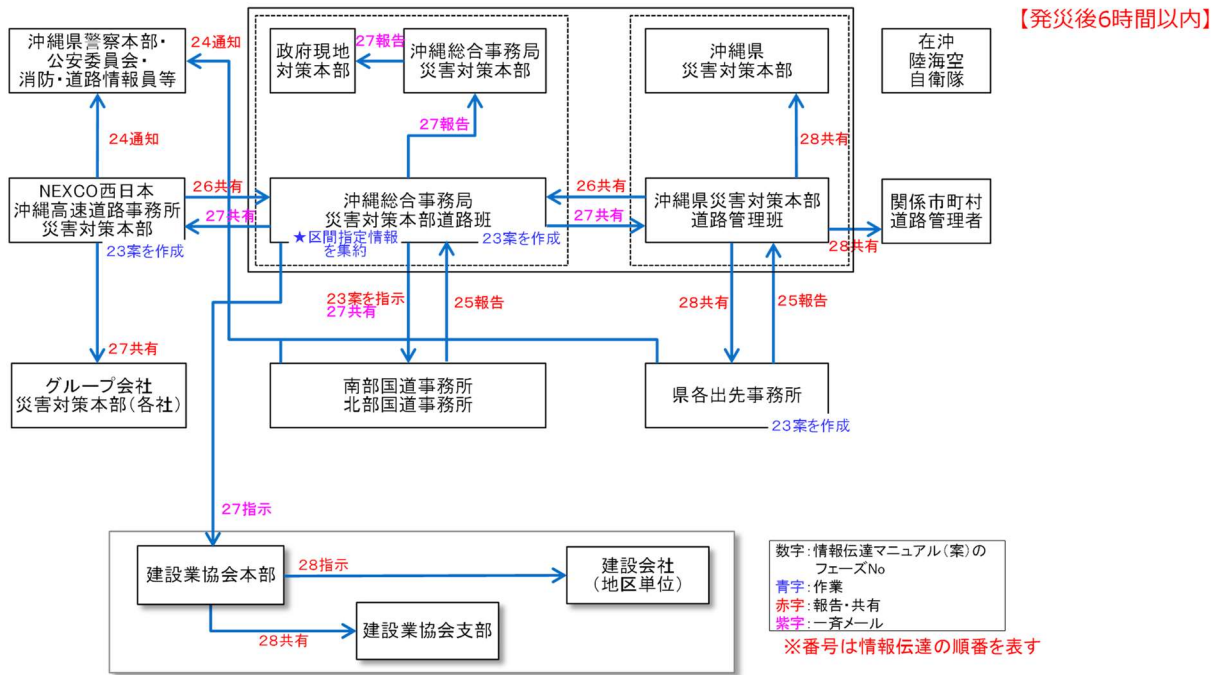 【発災後6時間以内】
沖縄県警察本部・
公安委員会・
消防・道路情報員等
24通知
政府現地
対策本部
27報告
沖縄総合事務局
災害対策本部
沖縄県
災害対策本部
在沖
陸海空
自衛隊
24通知
27報告
28共有
NEXCO西日本
沖縄高速道路事務所
災害対策本部
23案を作成
26共有
27共有
沖縄総合事務局
災害対策本部道路班
★区間指定情報
を集約
23案を作成
26共有
27共有
沖縄県災害対策本部
道路管理班
28共有
関係市町村
道路管理者
23案を指示
27共有
25報告
28共有
25報告
27共有
グループ会社
災害対策本部(各社)
南部国道事務所
北部国道事務所
県各出先事務所
23案を作成
27指示
建設業協会本部
28指示
建設会社
(地区単位)
28共有
建設業協会支部
数字:情報伝達マニュアル(案)の
フェーズNo
青字:作業
赤字:報告・共有
紫字:一斉メール
※番号は情報伝達の順番を表す